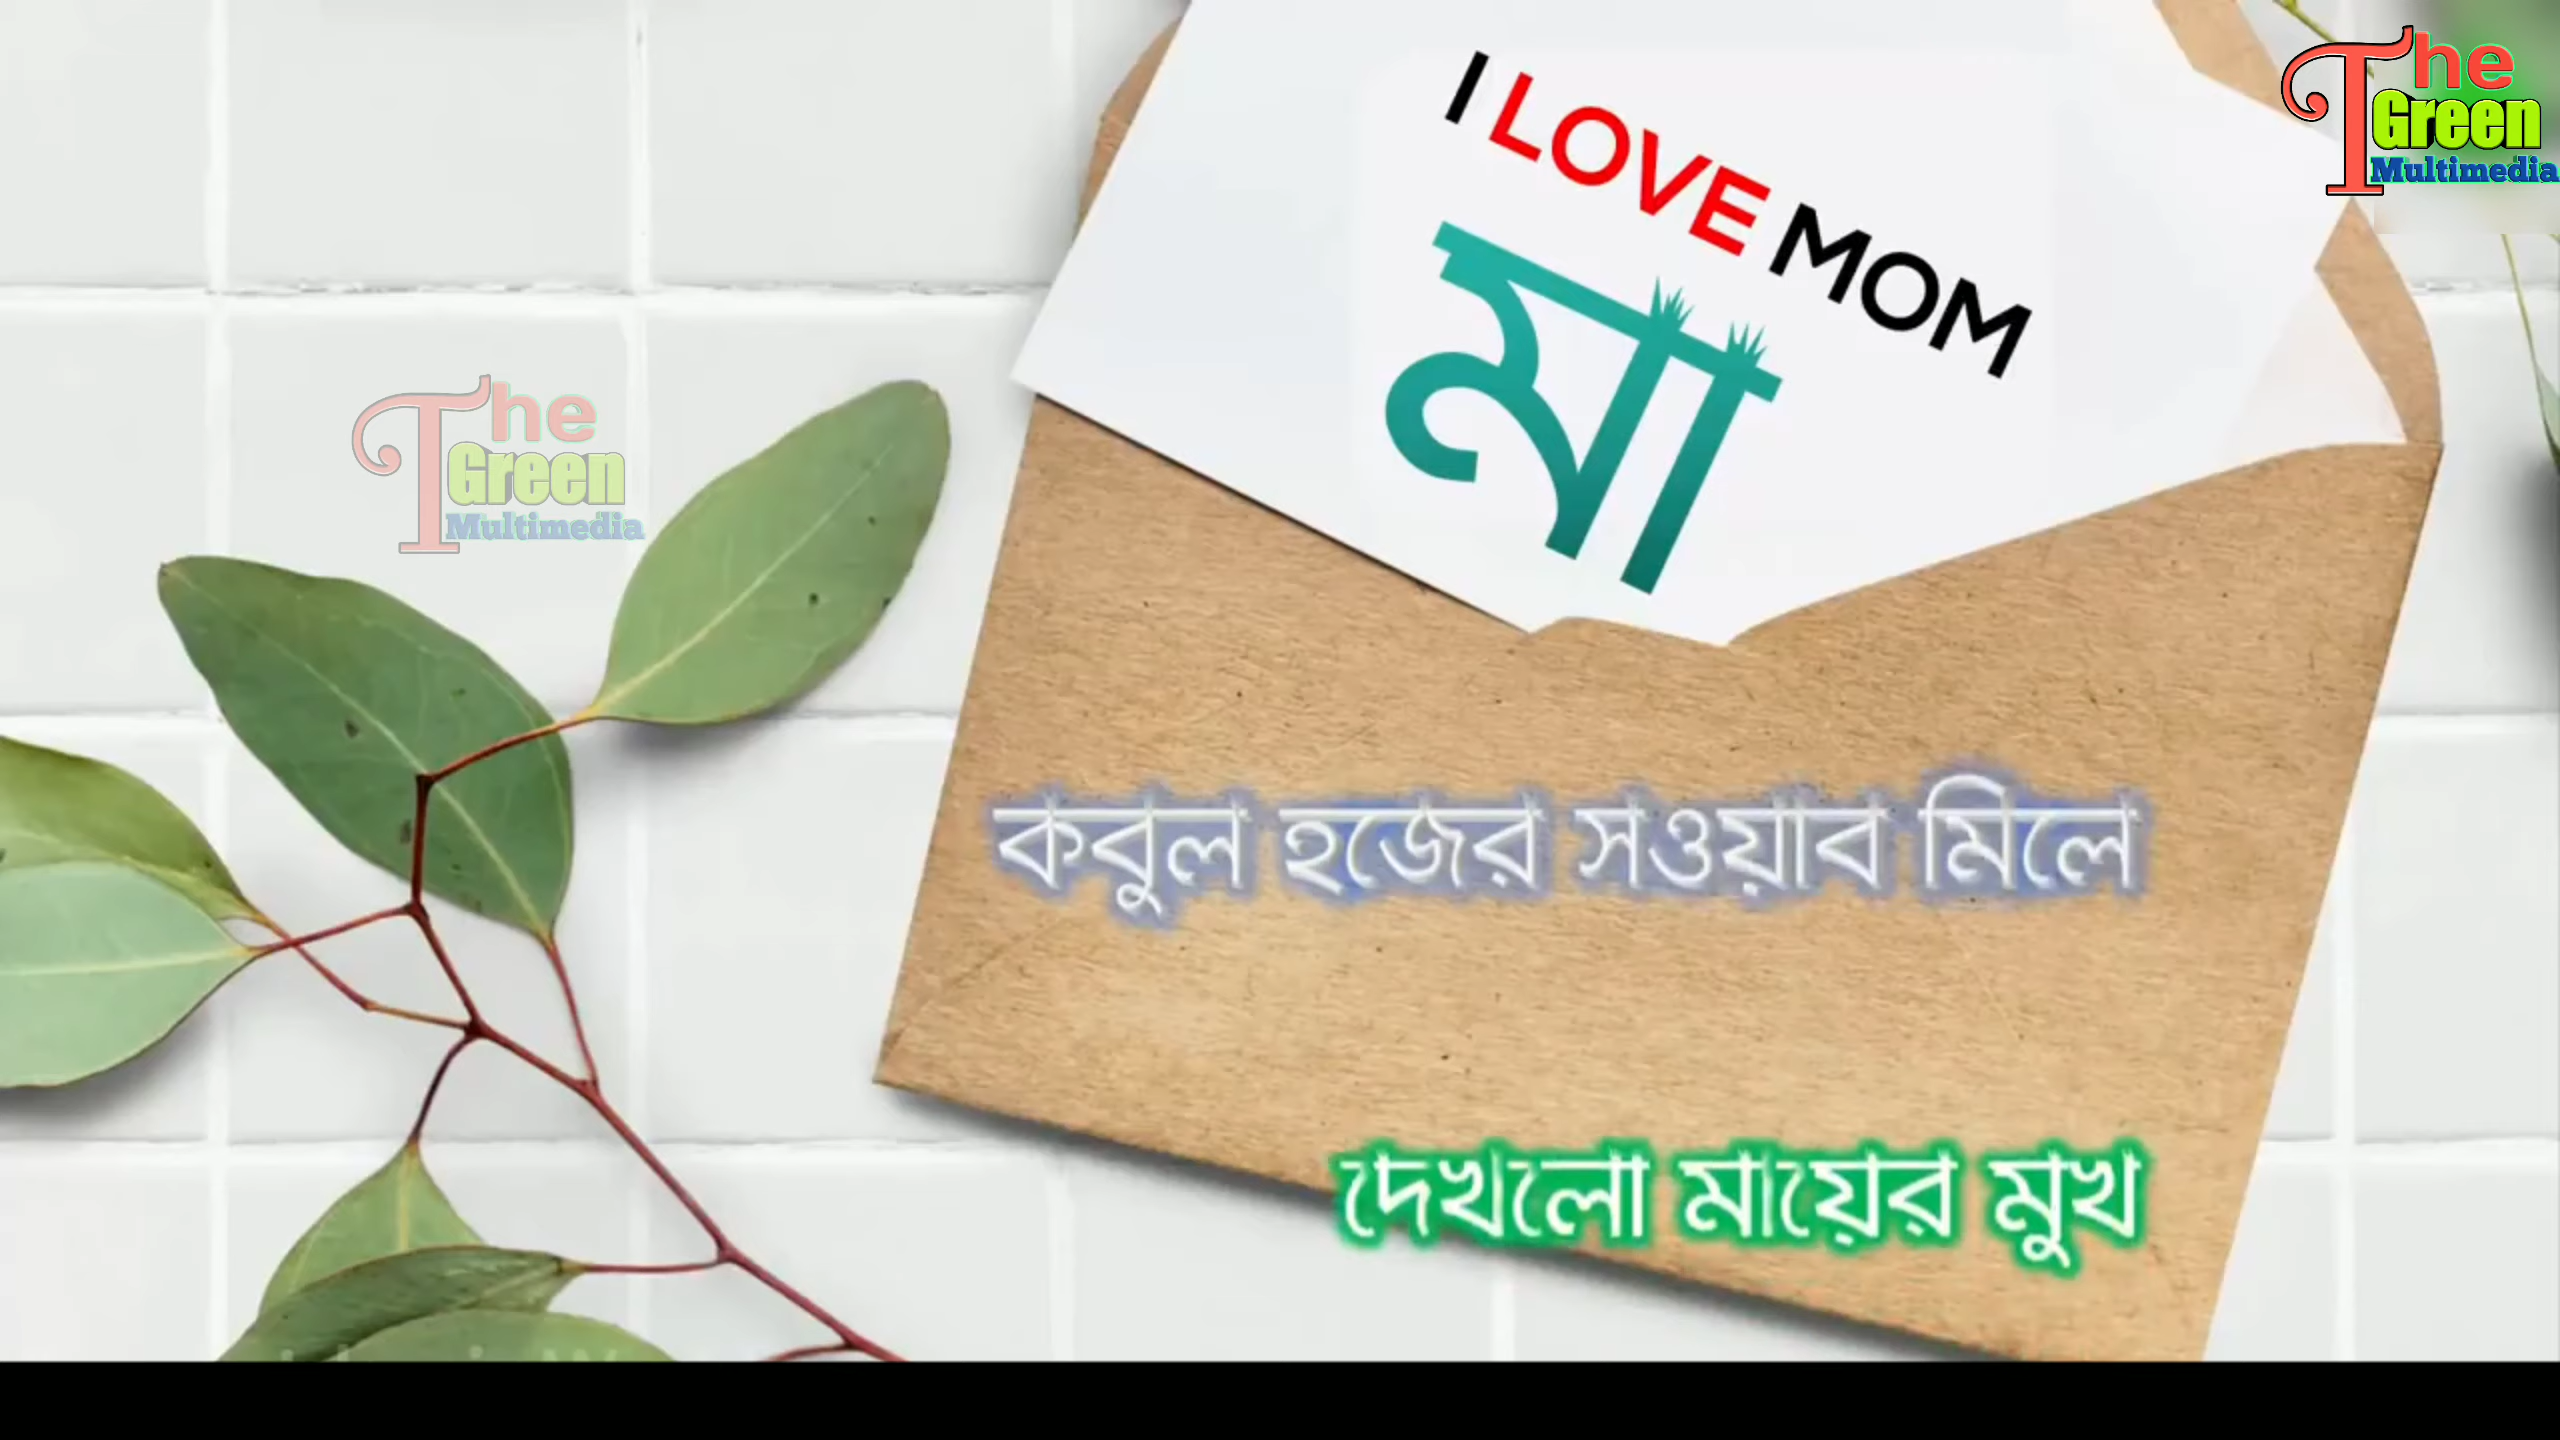 I LOVE MOM
মা
The
Green
Multimedia
The
Green
Multimedia
কবুল হজের সওয়াব মিলে
দেখলো মায়ের মুখ